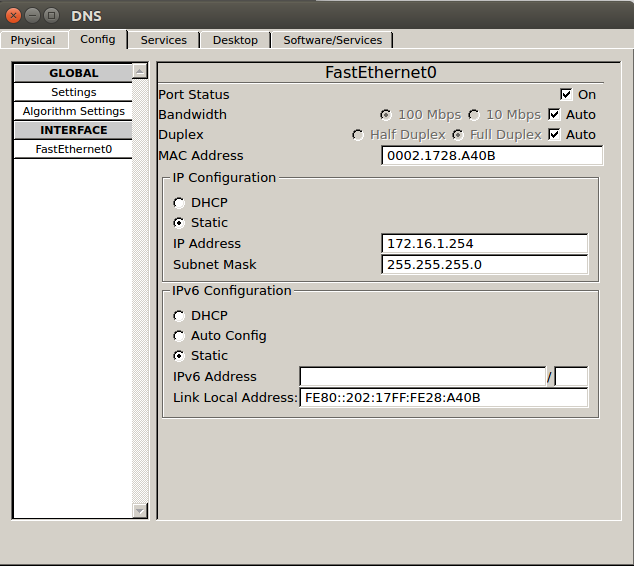 DNS
Physical Config Services Desktop Software/Services
GLOBAL
Settings
Algorithm Settings
INTERFACE
FastEthernet0
FastEthernet0
Port Status On
Bandwidth 100 Mbps 10 Mbps Auto
Duplex Half Duplex Full Duplex Auto
MAC Address 0002.1728.A40B
IP Configuration
DHCP
Static
IP Address 172.16.1.254
Subnet Mask 255.255.255.0
IPv6 Configuration
DHCP
Auto Config
Static
IPv6 Address /
Link Local Address: FE80::202:17FF:FE28:A40B